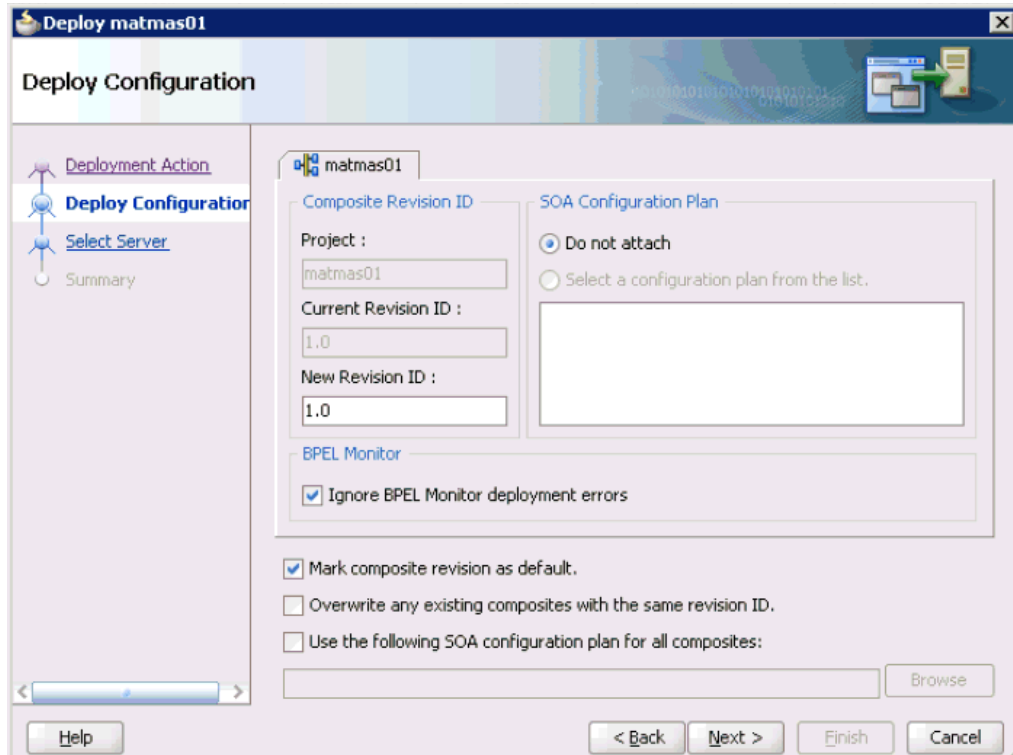 Deploy matmas01
Deploy Configuration
Deployment Action
Deploy Configuration
Select Server
Summary
matmas01
Composite Revision ID
Project :
matmas01
Current Revision ID :
1.0
New Revision ID :
1.0
SOA Configuration Plan
Do not attach
Select a configuration plan from the list.
BPEL Monitor
Ignore BPEL Monitor deployment errors
Mark composite revision as default.
Overwrite any existing composites with the same revision ID.
Use the following SOA configuration plan for all composites:
Browse
Help
< Back
Next >
Finish
Cancel